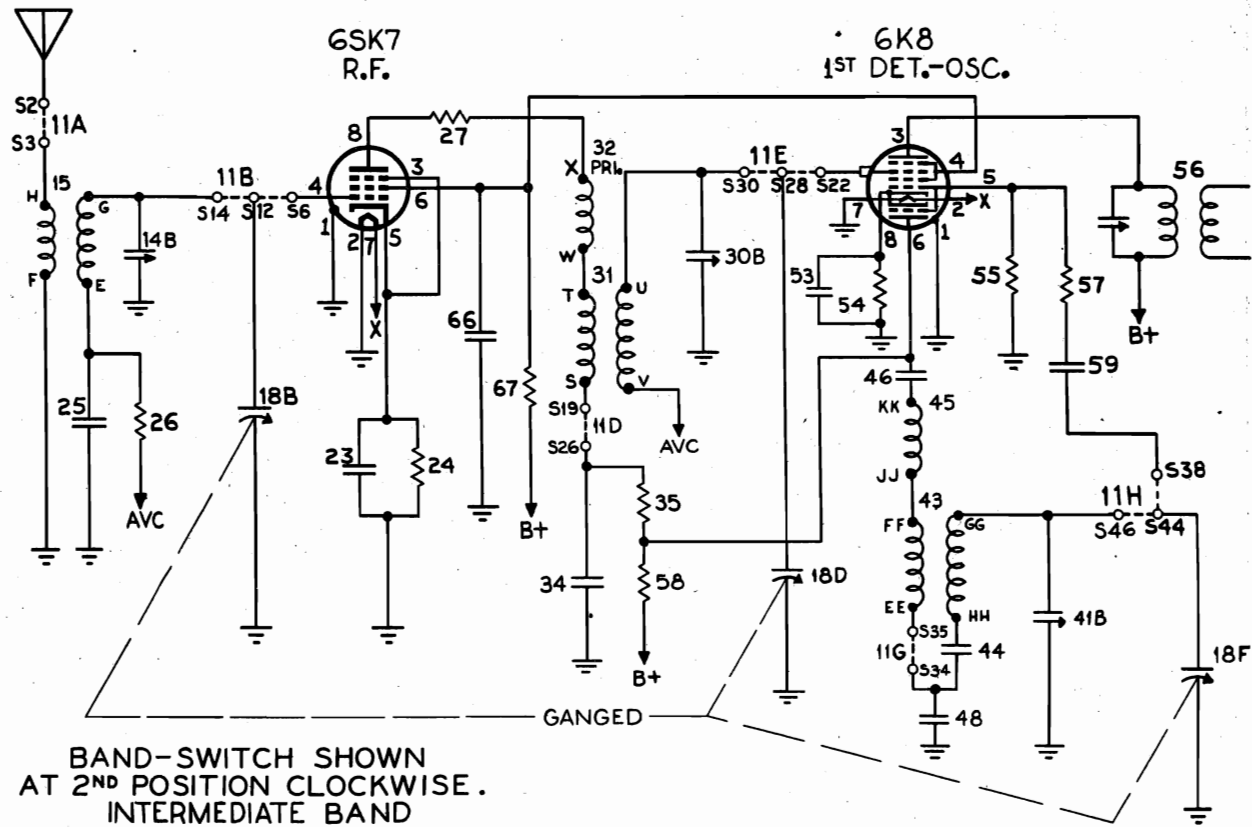 6SK7
R.F.
6K8
1ST DET.-OSC.
S2
11A
S3
H
15
G
F
E
14B
11B
S14
S12
S6
4
8
3
6
1
2
7
5
27
X
32
PRI.
X
W
31
T
U
S
V
S19
11D
S26
AVC
30B
11E
S30
S28
S22
3
4
5
2
X
7
8
6
1
56
B+
53
54
55
57
59
25
26
AVC
18B
23
24
66
67
B+
34
35
58
B+
18D
46
KK
45
JJ
43
FF
GG
EE
HH
S35
11G
S34
44
48
41B
11H
S46
S44
S38
18F
GANGED
BAND-SWITCH SHOWN
AT 2ND POSITION CLOCKWISE.
INTERMEDIATE BAND